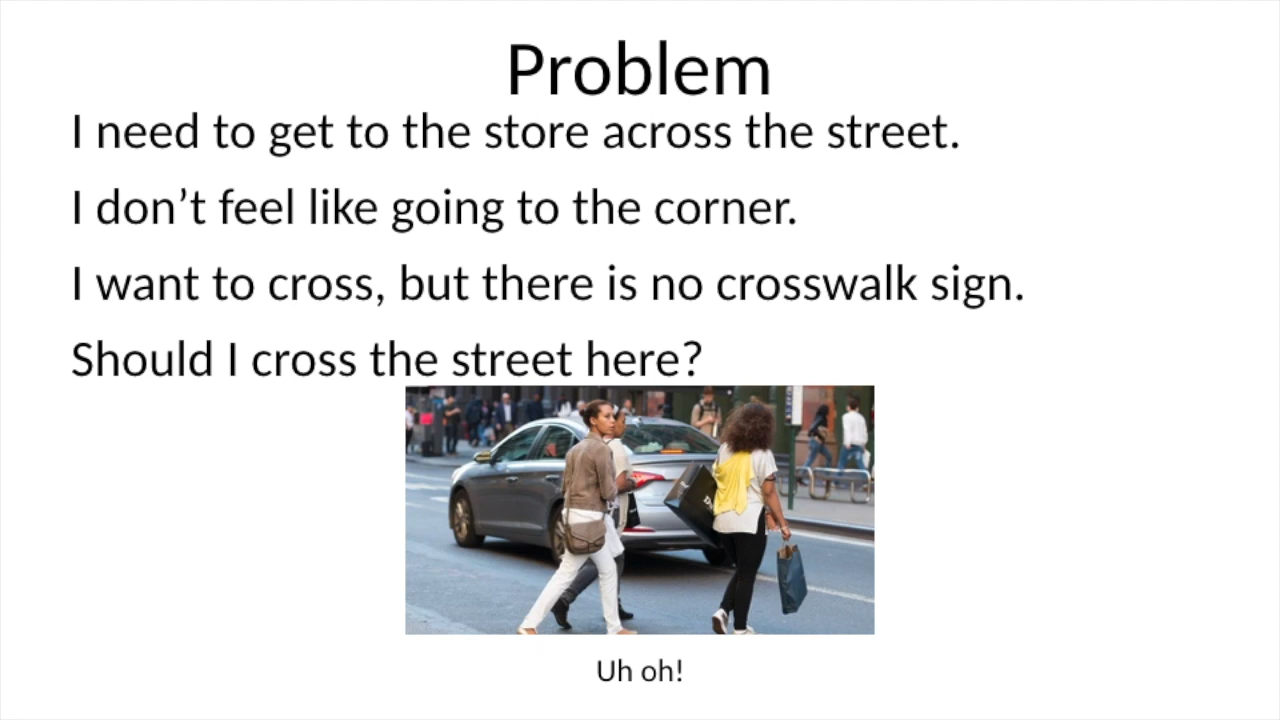 Problem
I need to get to the store across the street.
I don’t feel like going to the corner.
I want to cross, but there is no crosswalk sign.
Should I cross the street here?
Uh oh!